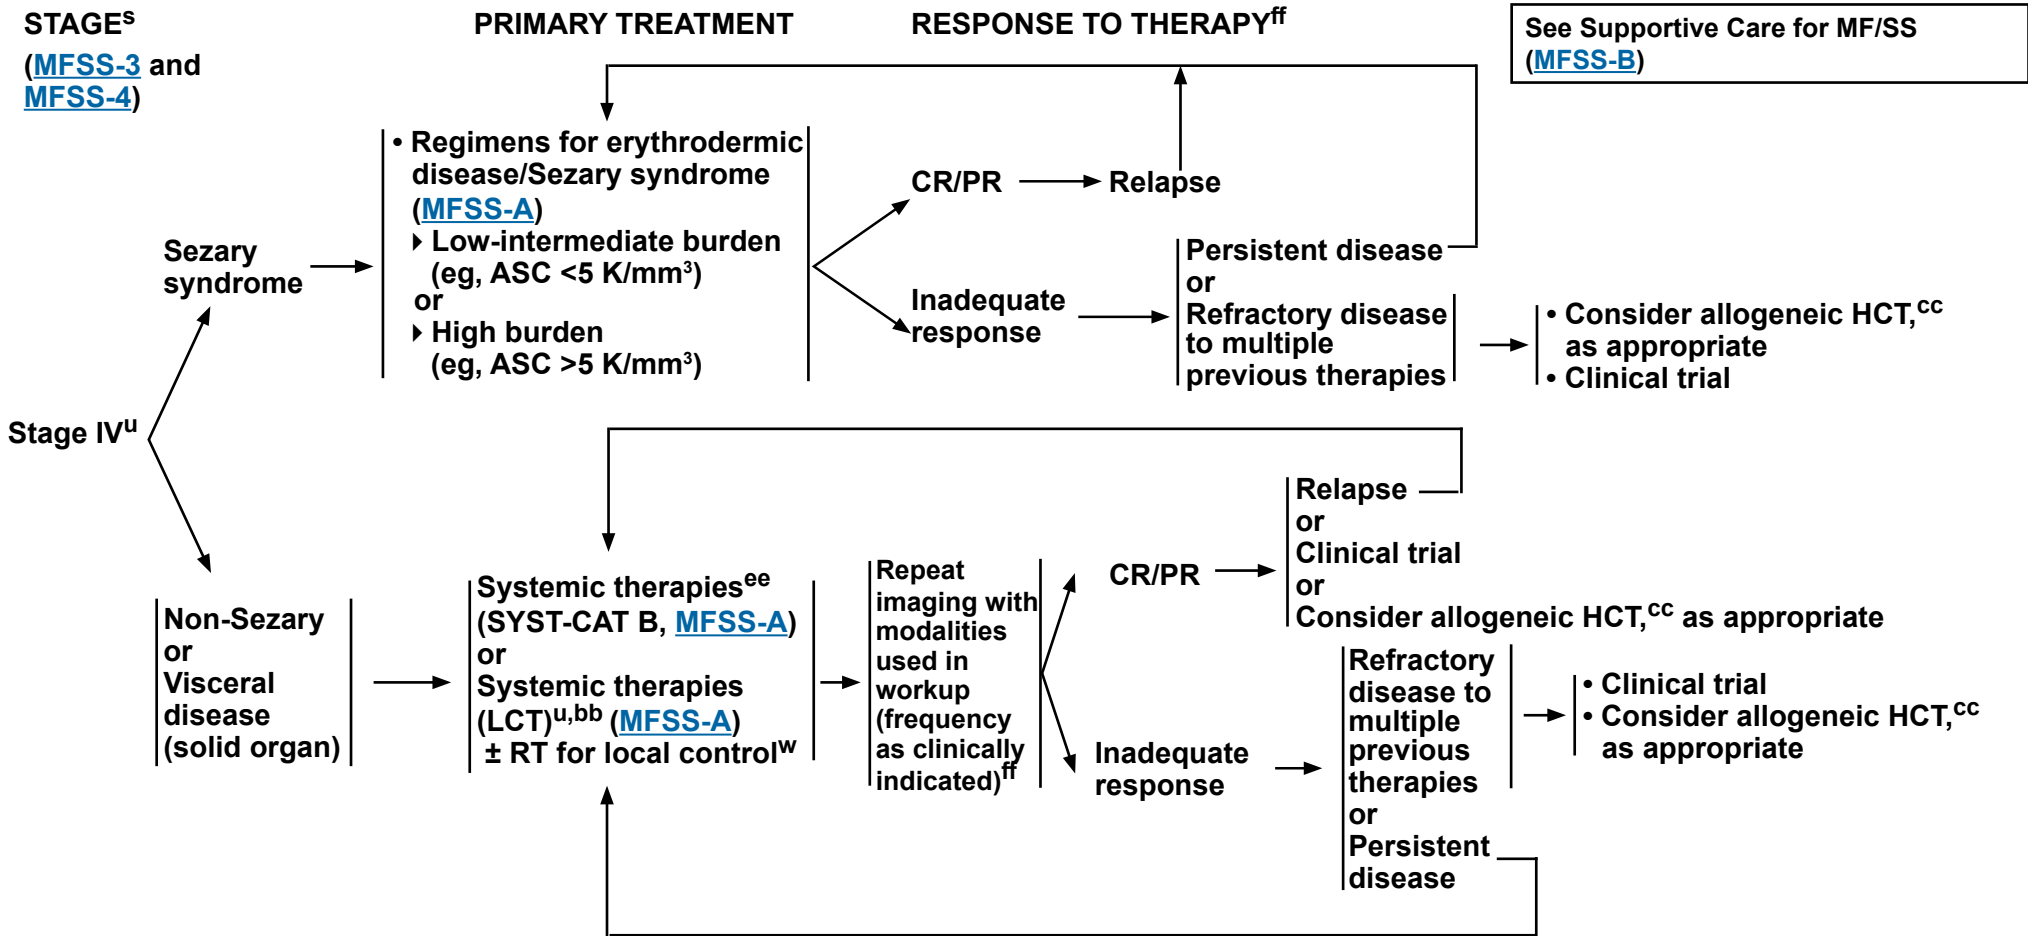 STAGEˢ
(MFSS-3 and
MFSS-4)
PRIMARY TREATMENT
RESPONSE TO THERAPYᶠᶠ
See Supportive Care for MF/SS
(MFSS-B)
Stage IVᵘ
Sezary
syndrome
• Regimens for erythrodermic
disease/Sezary syndrome
(MFSS-A)
‣ Low-intermediate burden
(eg, ASC <5 K/mm³)
or
‣ High burden
(eg, ASC >5 K/mm³)
CR/PR
Relapse
Inadequate
response
Persistent disease
or
Refractory disease
to multiple
previous therapies
• Consider allogeneic HCT,ᶜᶜ
as appropriate
• Clinical trial
Non-Sezary
or
Visceral
disease
(solid organ)
Systemic therapiesᵉᵉ
(SYST-CAT B, MFSS-A)
or
Systemic therapies
(LCT)ᵘ,ᵇᵇ (MFSS-A)
± RT for local controlʷ
Repeat
imaging with
modalities
used in
workup
(frequency
as clinically
indicated)ᶠᶠ
CR/PR
Relapse
or
Clinical trial
or
Consider allogeneic HCT,ᶜᶜ as appropriate
Inadequate
response
Refractory
disease to
multiple
previous
therapies
or
Persistent
disease
• Clinical trial
• Consider allogeneic HCT,ᶜᶜ
as appropriate